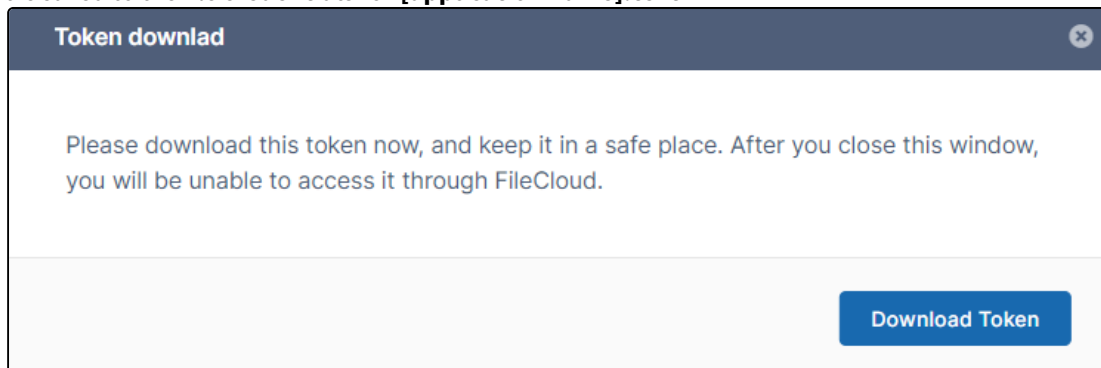 Token downlad
Please download this token now, and keep it in a safe place. After you close this window,
you will be unable to access it through FileCloud.
Download Token